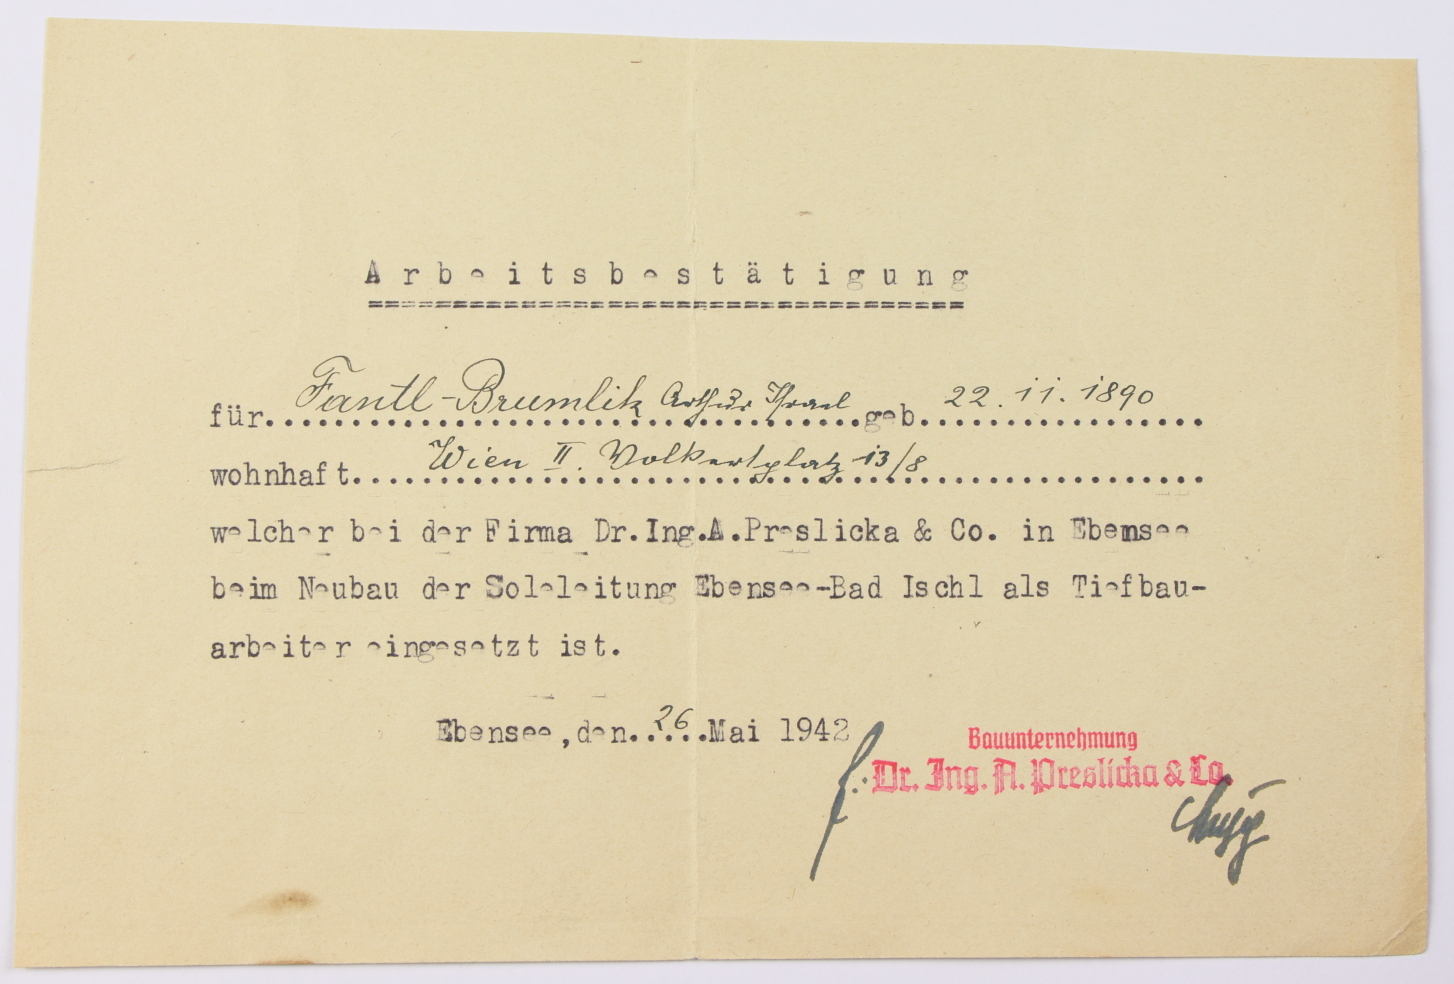 Arbeitsbestätigung
für Fantl-Brumlik Arthur Israel geb. 22.11.1890
wohnhaft Wien II. Volkertplatz 13/8
welcher bei der Firma Dr.Ing.A.Preslicka & Co. in Ebensee
beim Neubau der Soleleitung Ebensee-Bad Ischl als Tiefbau-
arbeiter eingesetzt ist.
Ebensee, den 26 Mai 1942
Bauunternehmung
Dr. Ing. A. Preslicka & Co.